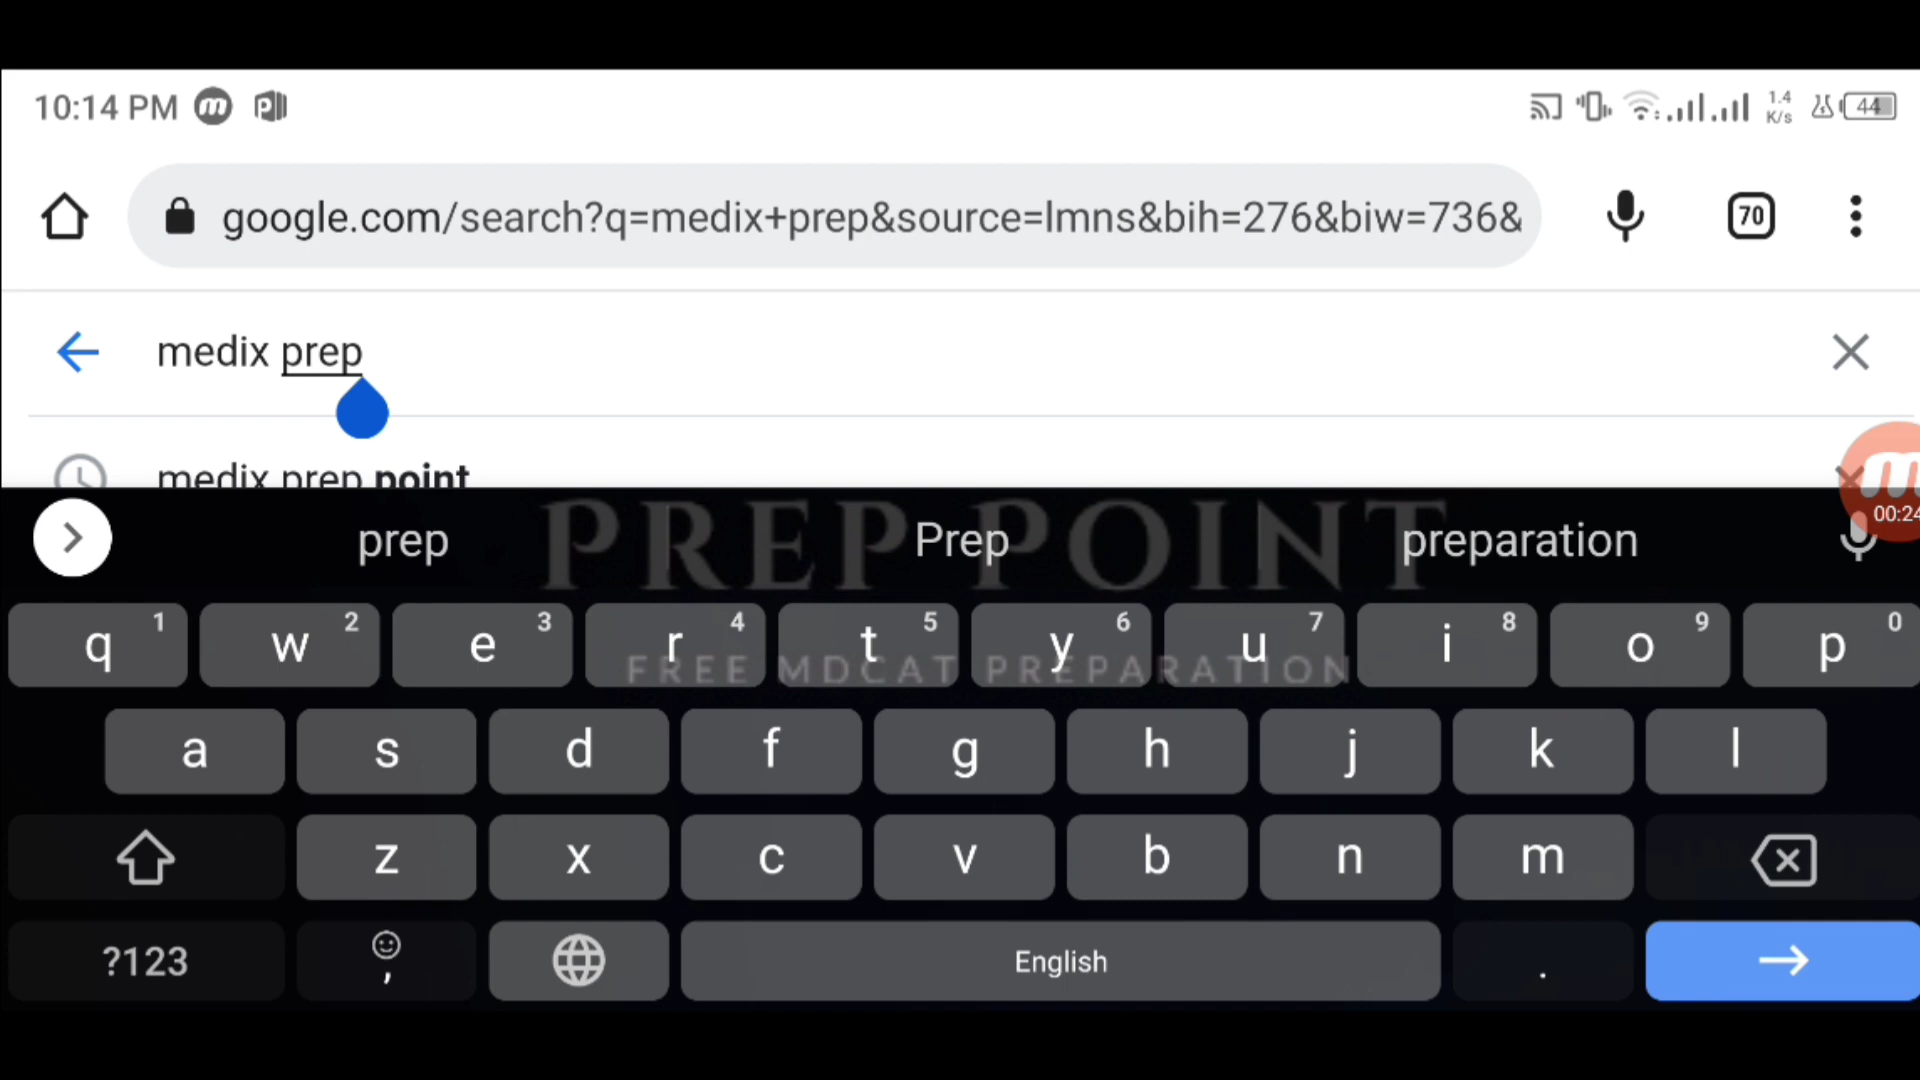 10:14 PM
1.4
K/s
44
google.com/search?q=medix+prep&source=lmns&bih=276&biw=736&
70
medix prep
medix prep point
00:24
PREP POINT
prep Prep preparation
FREE MDCAT PREPARATION
q 1 w 2 e 3 r 4 t 5 y 6 u 7 i 8 o 9 p 0
a s d f g h j k l
z x c v b n m
?123 , English .